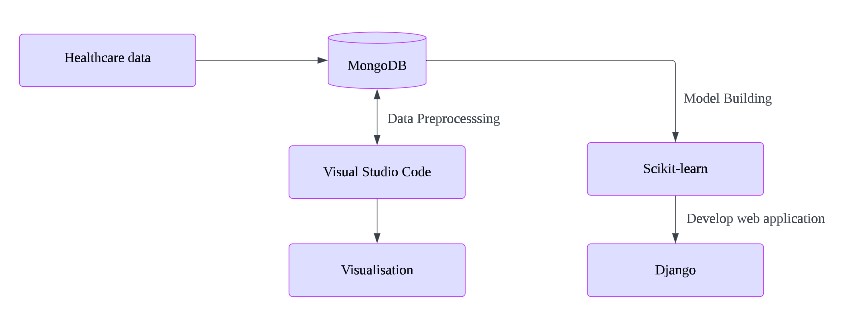 Healthcare data
MongoDB
Model Building
Data Preprocesssing
Visual Studio Code
Scikit-learn
Develop web application
Visualisation
Django